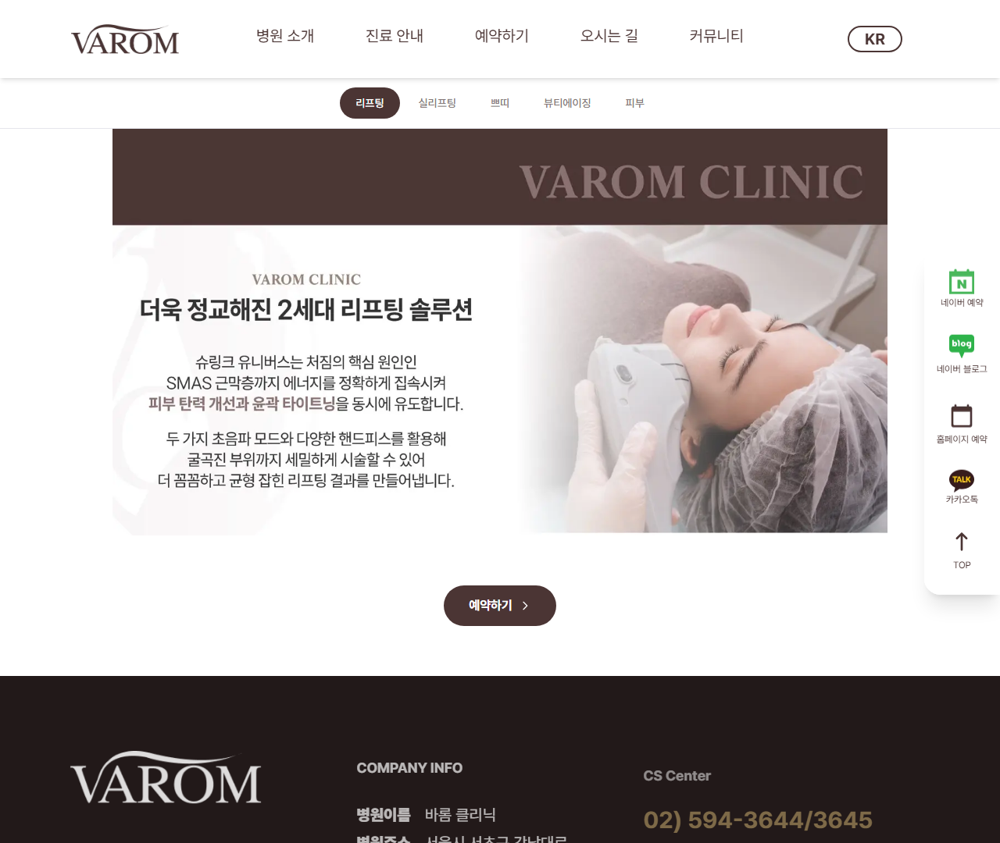 VAROM
병원 소개
진료 안내
예약하기
오시는 길
커뮤니티
KR
리프팅
실리프팅
쁘띠
뷰티에이징
피부
VAROM CLINIC
VAROM CLINIC
더욱 정교해진 2세대 리프팅 솔루션
슈링크 유니버스는 처짐의 핵심 원인인
SMAS 근막층까지 에너지를 정확하게 집속시켜
피부 탄력 개선과 윤곽 타이트닝을 동시에 유도합니다.
두 가지 초음파 모드와 다양한 핸드피스를 활용해
굴곡진 부위까지 세밀하게 시술할 수 있어
더 꼼꼼하고 균형 잡힌 리프팅 결과를 만들어냅니다.
N
네이버 예약
blog
네이버 블로그
홈페이지 예약
TALK
카카오톡
TOP
예약하기
VAROM
COMPANY INFO
병원이름 바롬 클리닉
병원주소 서울시 서초구 강남대로
CS Center
02) 594-3644/3645